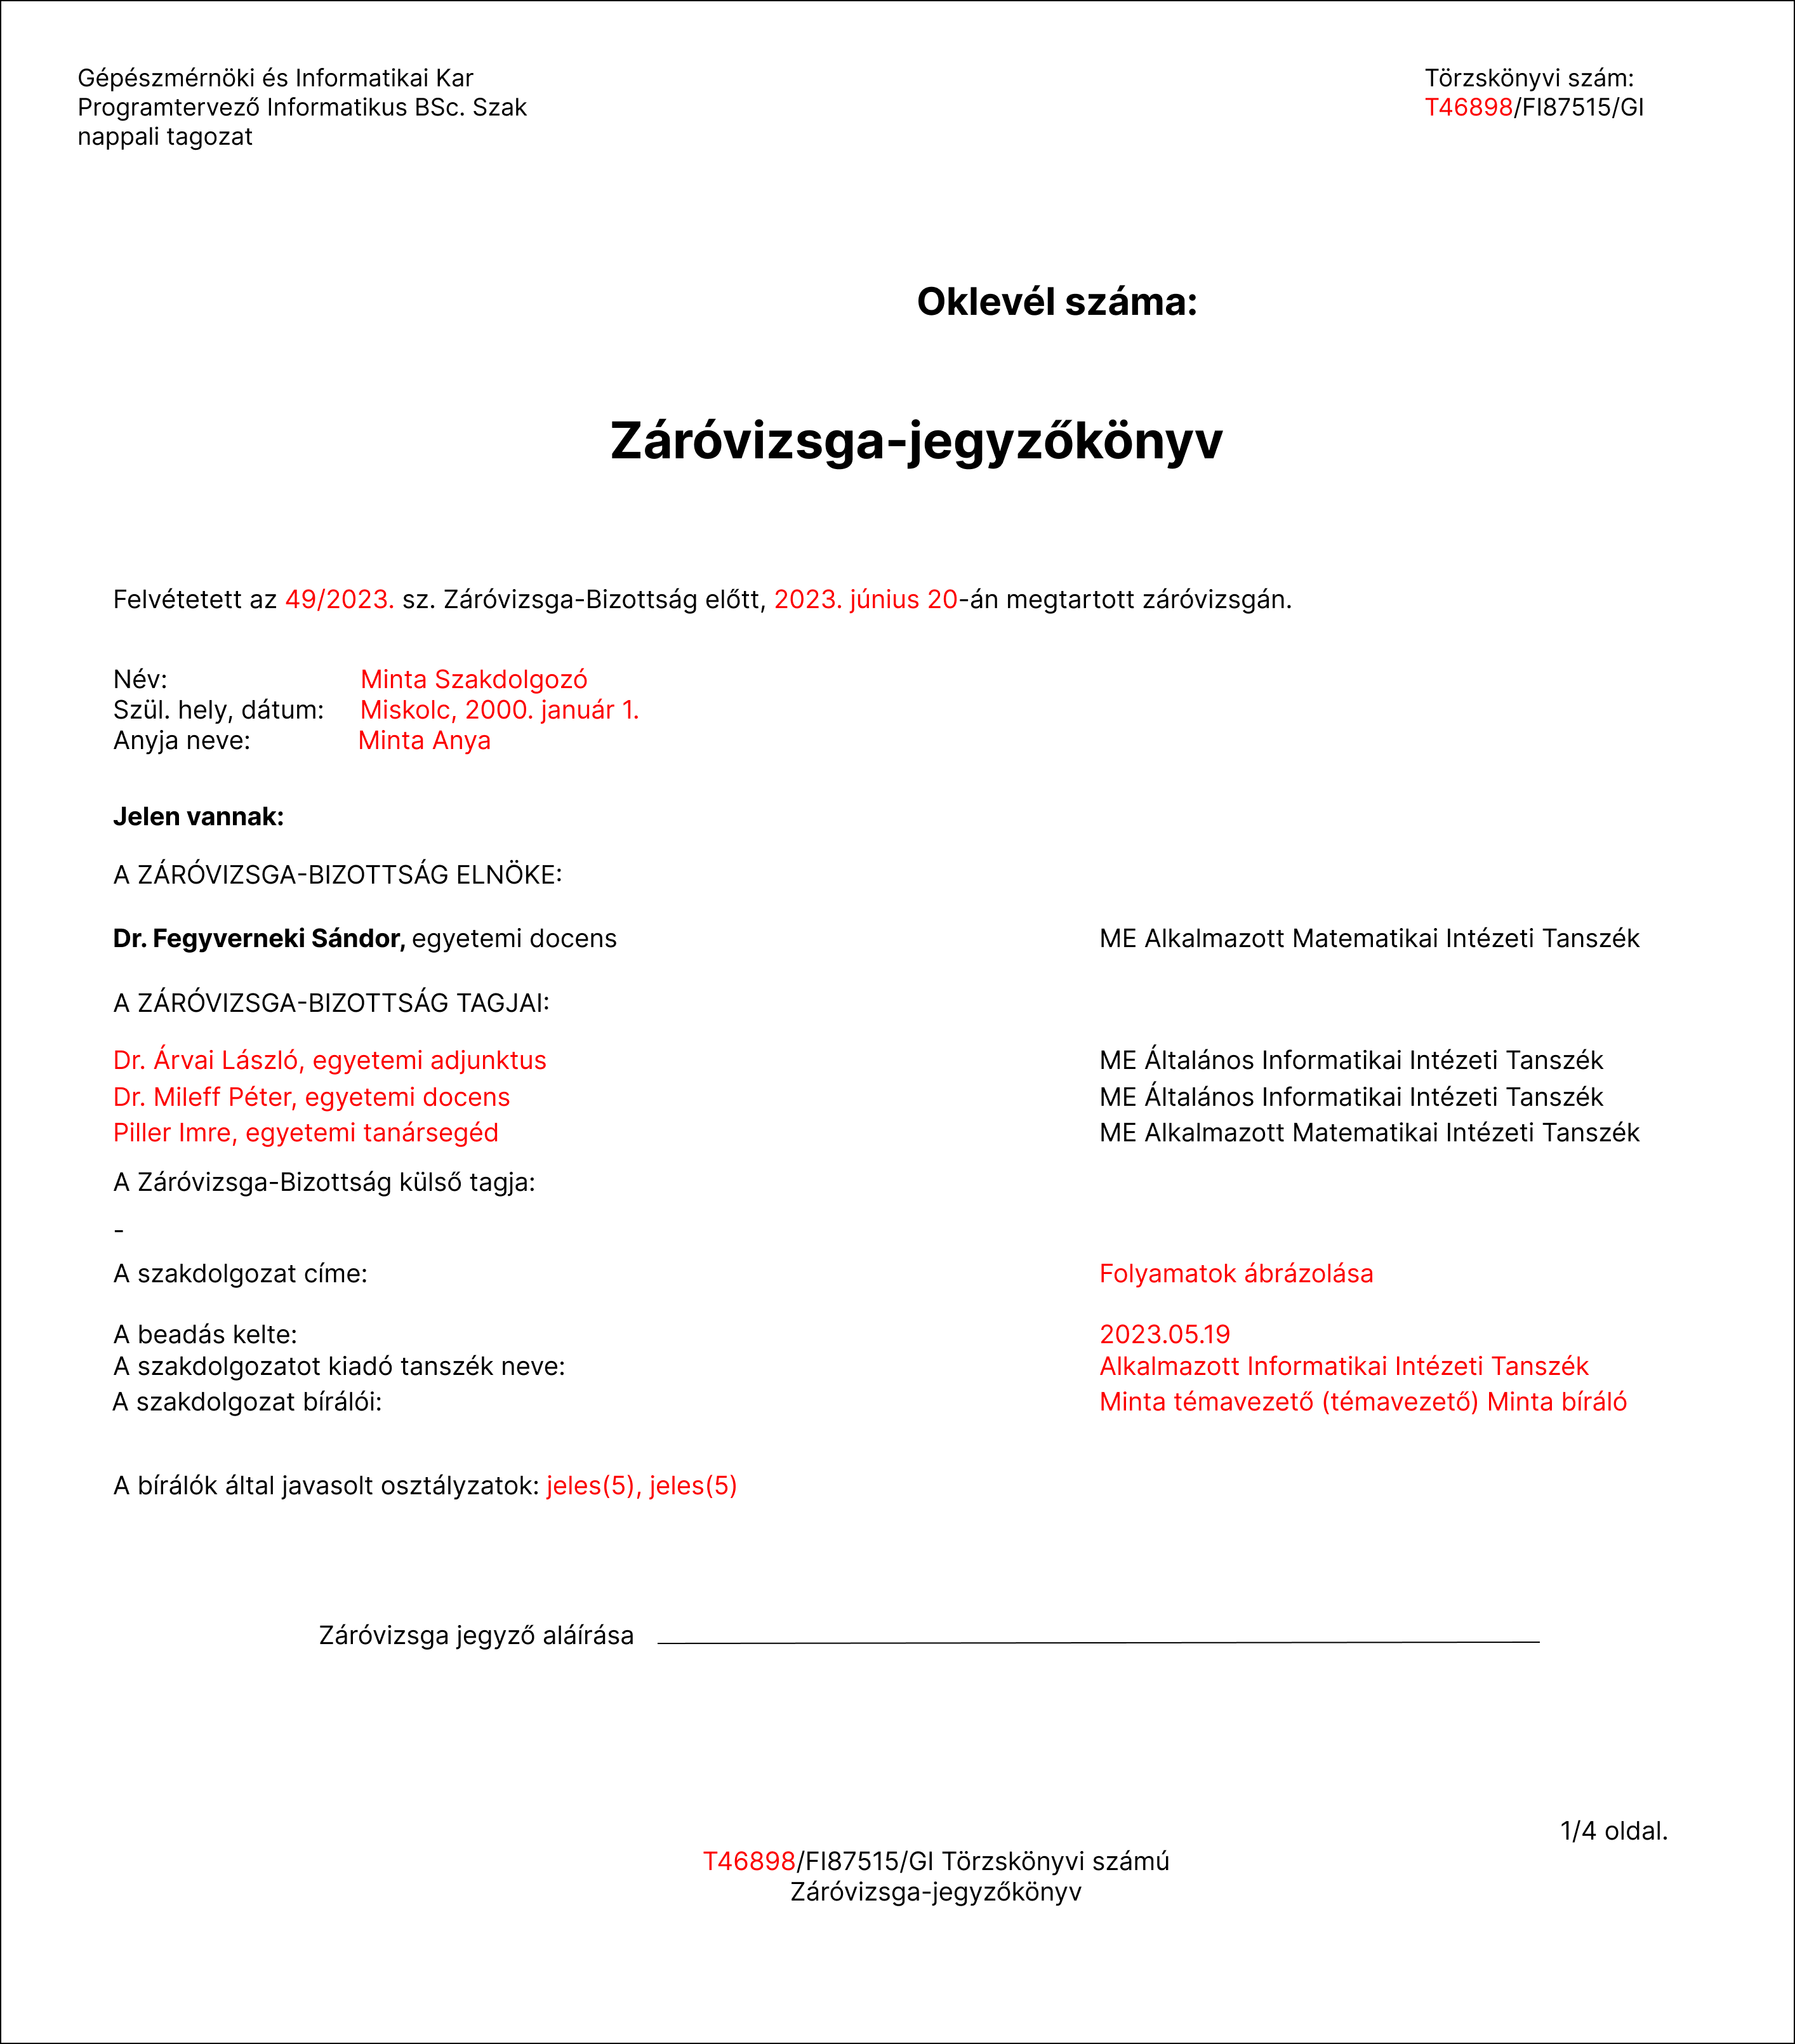 Gépészmérnöki és Informatikai Kar
Programtervező Informatikus BSc. Szak
nappali tagozat
Törzskönyvi szám:
T46898/FI87515/GI
Oklevél száma:
Záróvizsga-jegyzőkönyv
Felvétetett az 49/2023. sz. Záróvizsga-Bizottság előtt, 2023. június 20-án megtartott záróvizsgán.
Név: Minta Szakdolgozó
Szül. hely, dátum: Miskolc, 2000. január 1.
Anyja neve: Minta Anya
Jelen vannak:
A ZÁRÓVIZSGA-BIZOTTSÁG ELNÖKE:
Dr. Fegyverneki Sándor, egyetemi docens ME Alkalmazott Matematikai Intézeti Tanszék
A ZÁRÓVIZSGA-BIZOTTSÁG TAGJAI:
Dr. Árvai László, egyetemi adjunktus ME Általános Informatikai Intézeti Tanszék
Dr. Mileff Péter, egyetemi docens ME Általános Informatikai Intézeti Tanszék
Piller Imre, egyetemi tanársegéd ME Alkalmazott Matematikai Intézeti Tanszék
A Záróvizsga-Bizottság külső tagja:
-
A szakdolgozat címe: Folyamatok ábrázolása
A beadás kelte: 2023.05.19
A szakdolgozatot kiadó tanszék neve: Alkalmazott Informatikai Intézeti Tanszék
A szakdolgozat bírálói: Minta témavezető (témavezető) Minta bíráló
A bírálók által javasolt osztályzatok: jeles(5), jeles(5)
Záróvizsga jegyző aláírása
1/4 oldal.
T46898/FI87515/GI Törzskönyvi számú
Záróvizsga-jegyzőkönyv